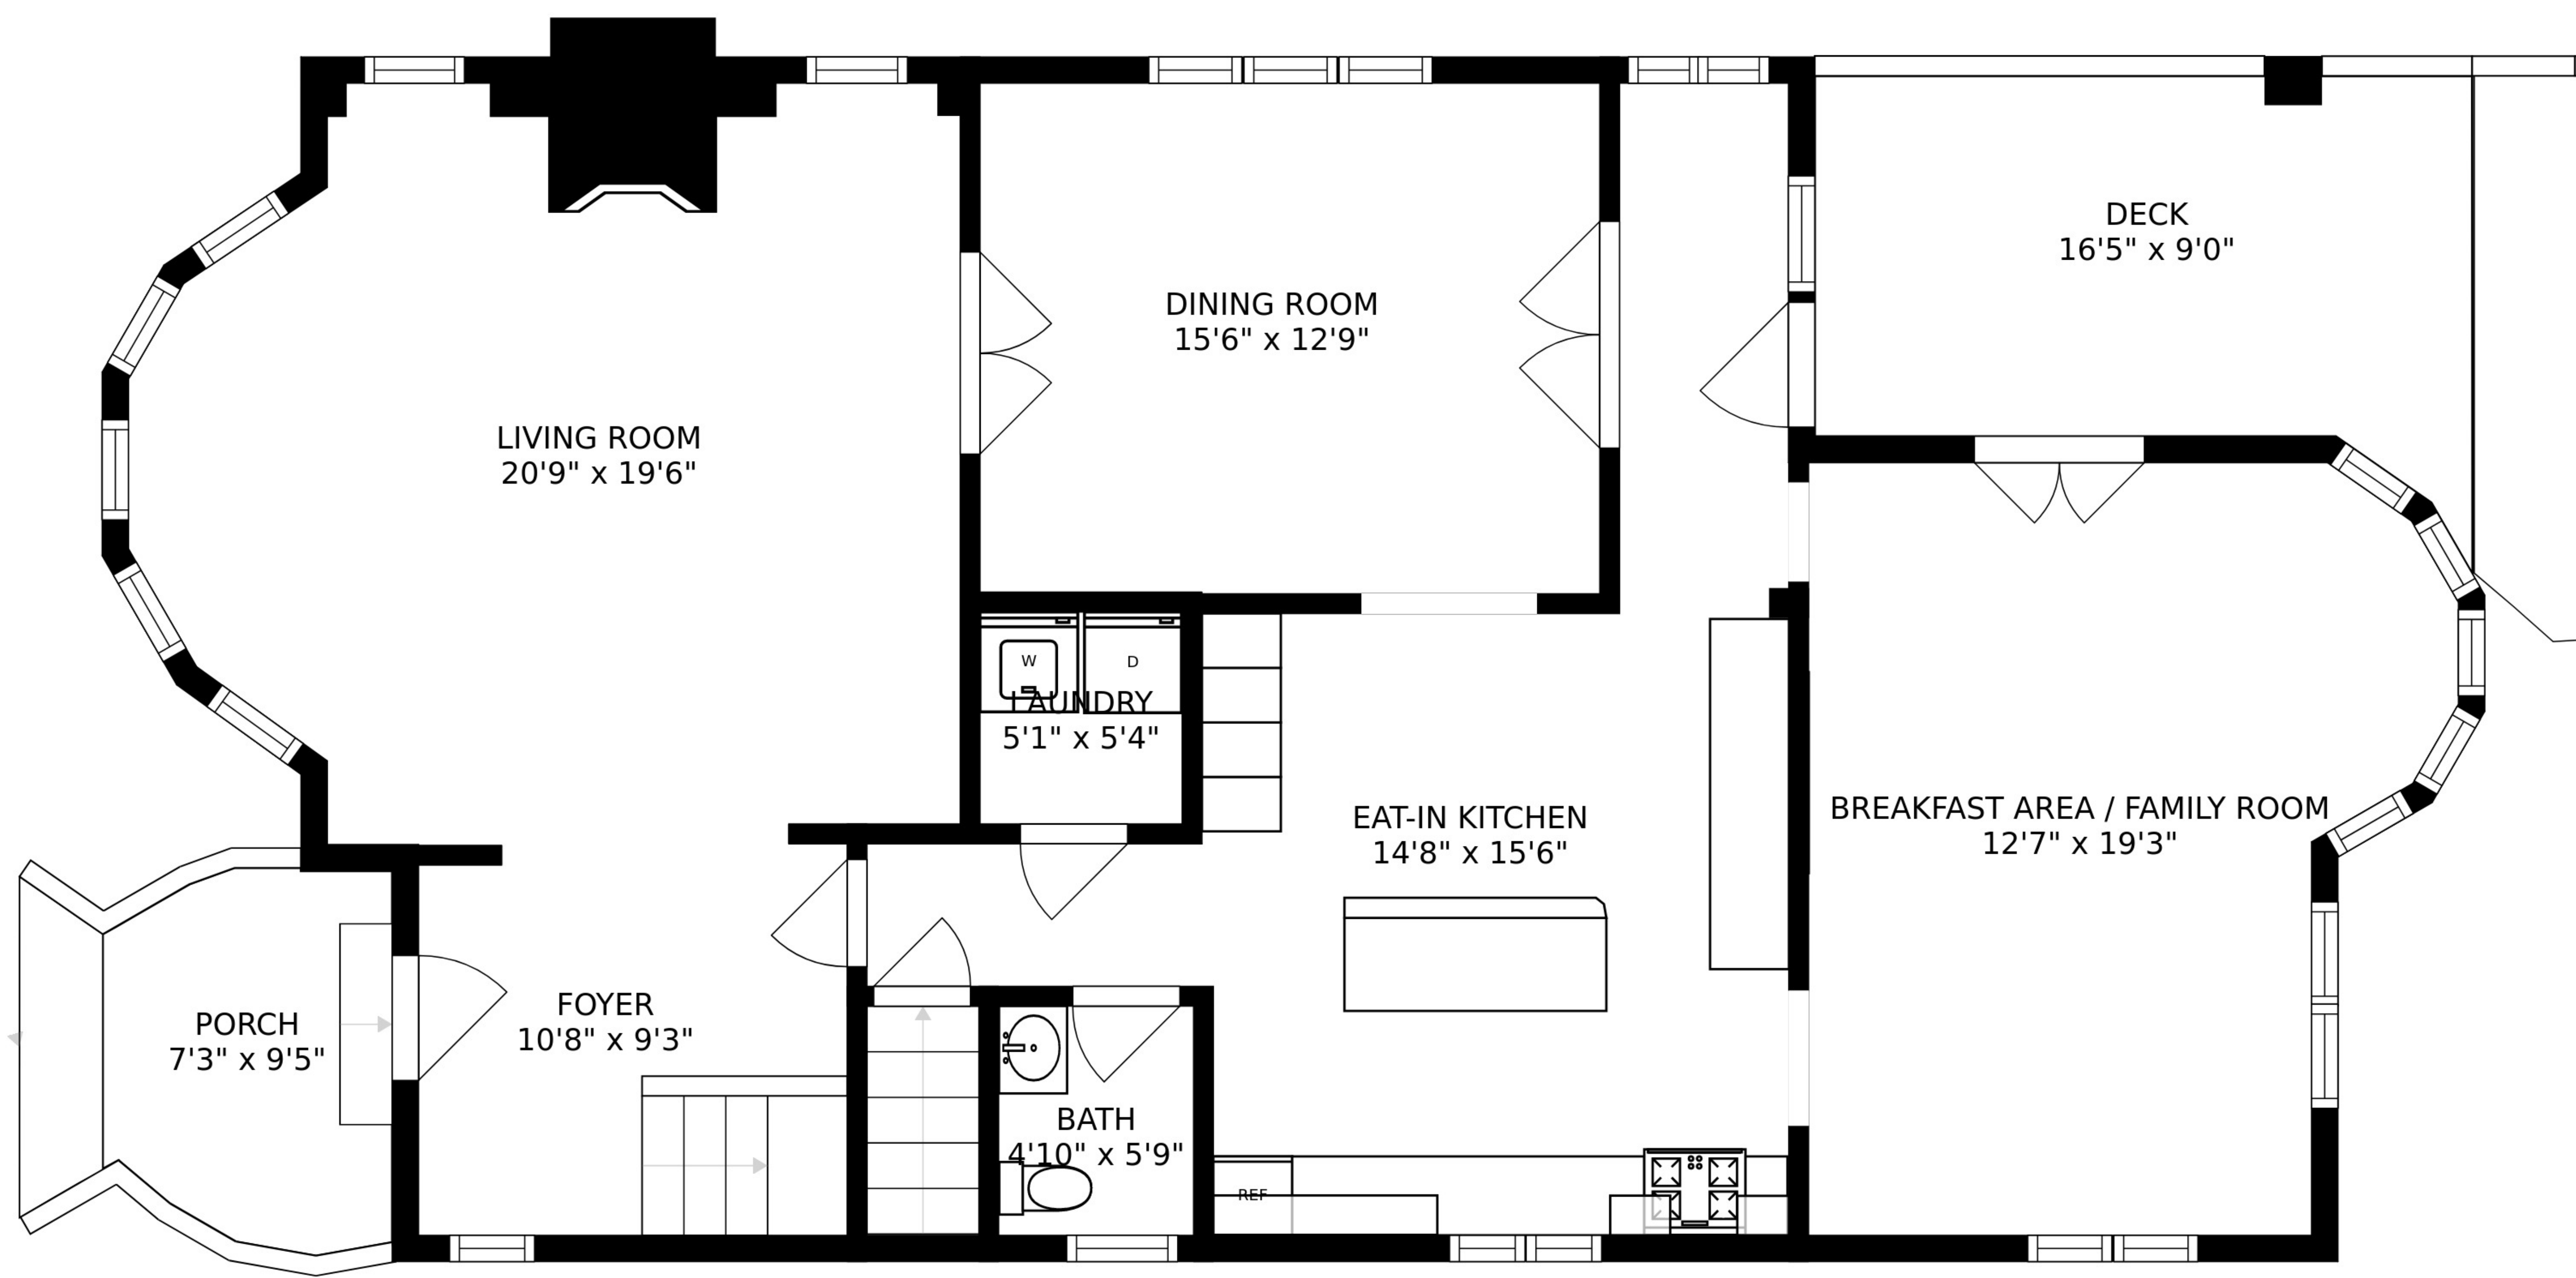 DECK
16'5" x 9'0"
DINING ROOM
15'6" x 12'9"
LIVING ROOM
20'9" x 19'6"
W
D
LAUNDRY
5'1" x 5'4"
EAT-IN KITCHEN
14'8" x 15'6"
BREAKFAST AREA / FAMILY ROOM
12'7" x 19'3"
FOYER
10'8" x 9'3"
PORCH
7'3" x 9'5"
BATH
4'10" x 5'9"
REF